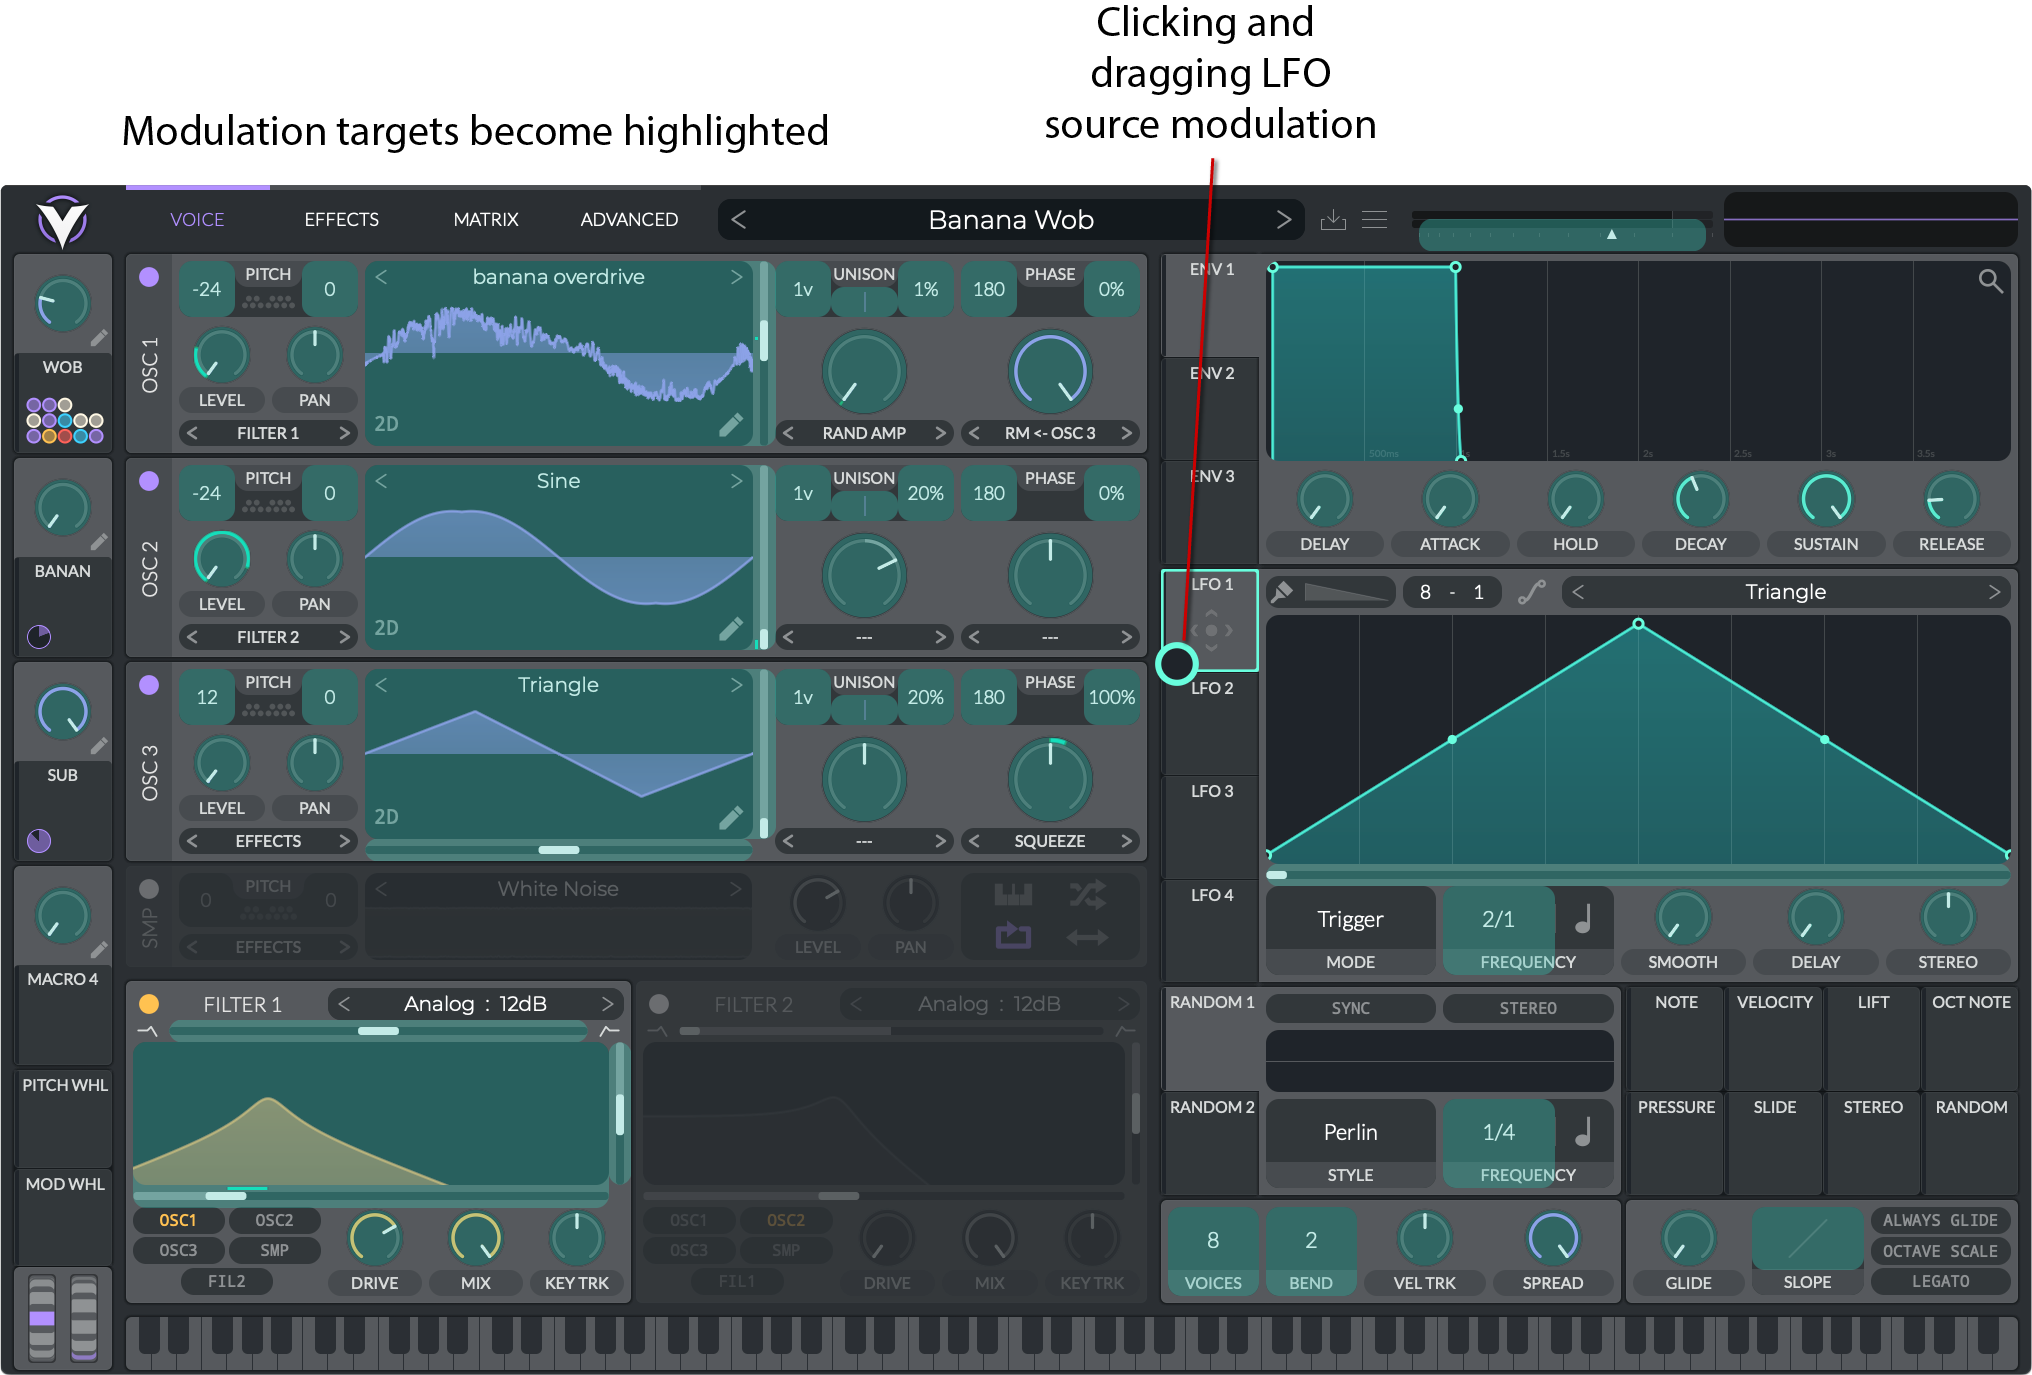 Clicking and
dragging LFO
source modulation
Modulation targets become highlighted
VOICE EFFECTS MATRIX ADVANCED < Banana Wob >
WOB
BANAN
SUB
MACRO 4
PITCH WHL
MOD WHL
OSC 1
-24 PITCH 0
< banana overdrive >
1v UNISON 1%
180 PHASE 0%
LEVEL PAN
2D
< FILTER 1 >
< RAND AMP >
< RM <- OSC 3 >
OSC 2
-24 PITCH 0
< Sine >
1v UNISON 20%
180 PHASE 0%
LEVEL PAN
2D
< FILTER 2 >
< --- >
< --- >
OSC 3
12 PITCH 0
< Triangle >
1v UNISON 20%
180 PHASE 100%
LEVEL PAN
2D
< EFFECTS >
< --- >
< SQUEEZE >
SMP
0 PITCH 0
< White Noise >
< EFFECTS >
LEVEL PAN
FILTER 1 < Analog : 12dB >
OSC1 OSC2
OSC3 SMP
FIL2
DRIVE MIX KEY TRK
FILTER 2 < Analog : 12dB >
OSC1 OSC2
OSC3 SMP
FIL1
DRIVE MIX KEY TRK
ENV 1
ENV 2
ENV 3
500ms 1.5s 2s 2.5s 3s 3.5s
DELAY ATTACK HOLD DECAY SUSTAIN RELEASE
LFO 1
LFO 2
LFO 3
LFO 4
8 - 1 < Triangle >
Trigger
MODE
2/1
FREQUENCY
SMOOTH DELAY STEREO
RANDOM 1
RANDOM 2
SYNC STEREO
Perlin
STYLE
1/4
FREQUENCY
NOTE VELOCITY LIFT OCT NOTE
PRESSURE SLIDE STEREO RANDOM
8
VOICES
2
BEND
VEL TRK SPREAD
GLIDE SLOPE
ALWAYS GLIDE
OCTAVE SCALE
LEGATO